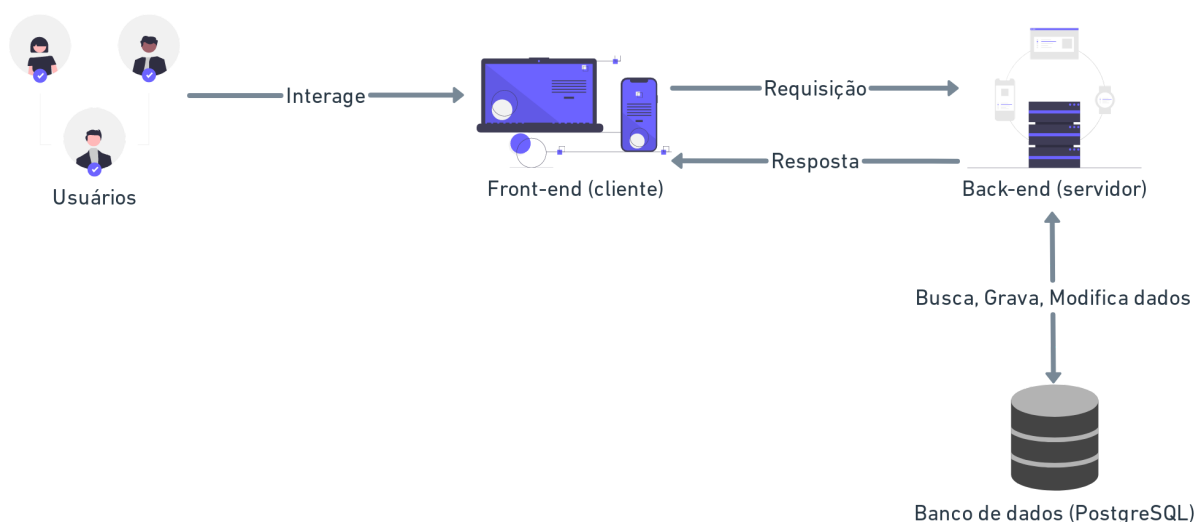 Interage
Requisição
Resposta
Usuários
Front-end (cliente)
Back-end (servidor)
Busca, Grava, Modifica dados
Banco de dados (PostgreSQL)